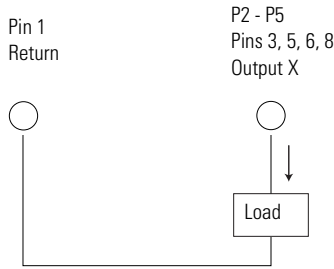 Pin 1
Return
P2 - P5
Pins 3, 5, 6, 8
Output X
Load